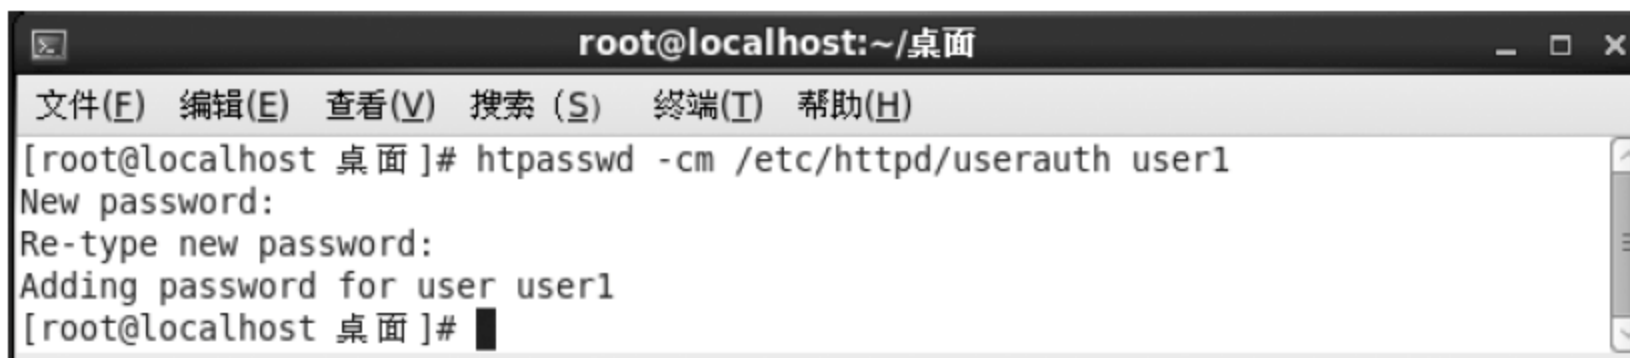 root@localhost:~/桌面
文件(F) 编辑(E) 查看(V) 搜索（S） 终端(T) 帮助(H)
[root@localhost 桌面]# htpasswd -cm /etc/httpd/userauth user1
New password:
Re-type new password:
Adding password for user user1
[root@localhost 桌面]#